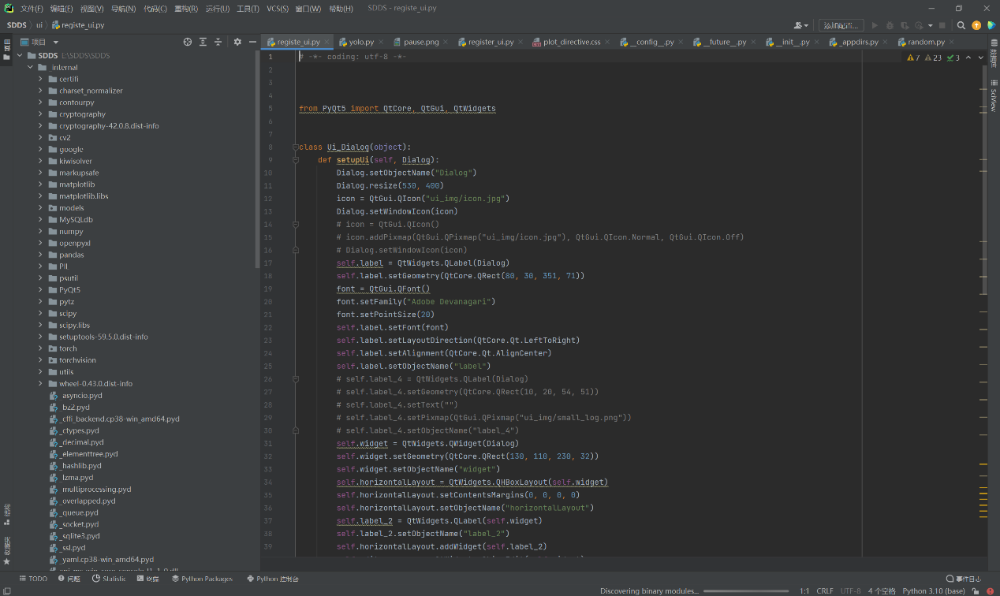 文件(F) 编辑(E) 视图(V) 导航(N) 代码(C) 重构(R) 运行(U) 工具(T) VCS(S) 窗口(W) 帮助(H) SDDS - registe_ui.py
SDDS ui registe_ui.py 添加配置...
项目 registe_ui.py yolo.py pause.png register_ui.py plot_directive.css __config__.py __future__.py __init__.py _appdirs.py random.py
SDDS L:\SDDS\SDDS
_internal
certifi
charset_normalizer
contourpy
cryptography
cryptography-42.0.8.dist-info
cv2
google
kiwisolver
markupsafe
matplotlib
matplotlib.libs
models
MySQLdb
numpy
openpyxl
pandas
PIL
psutil
PyQt5
pytz
scipy
scipy.libs
setuptools-59.5.0.dist-info
torch
torchvision
utils
wheel-0.43.0.dist-info
_asyncio.pyd
_bz2.pyd
_cffi_backend.cp38-win_amd64.pyd
_ctypes.pyd
_decimal.pyd
_elementtree.pyd
_hashlib.pyd
_lzma.pyd
_multiprocessing.pyd
_overlapped.pyd
_queue.pyd
_socket.pyd
_sqlite3.pyd
_ssl.pyd
_yaml.cp38-win_amd64.pyd
1 # -*- coding: utf-8 -*-
2
3
4
5 from PyQt5 import QtCore, QtGui, QtWidgets
6
7
8 class Ui_Dialog(object):
9 def setupUi(self, Dialog):
10 Dialog.setObjectName("Dialog")
11 Dialog.resize(530, 400)
12 icon = QtGui.QIcon("ui_img/icon.jpg")
13 Dialog.setWindowIcon(icon)
14 # icon = QtGui.QIcon()
15 # icon.addPixmap(QtGui.QPixmap("ui_img/icon.jpg"), QtGui.QIcon.Normal, QtGui.QIcon.Off)
16 # Dialog.setWindowIcon(icon)
17 self.label = QtWidgets.QLabel(Dialog)
18 self.label.setGeometry(QtCore.QRect(80, 30, 351, 71))
19 font = QtGui.QFont()
20 font.setFamily("Adobe Devanagari")
21 font.setPointSize(20)
22 self.label.setFont(font)
23 self.label.setLayoutDirection(QtCore.Qt.LeftToRight)
24 self.label.setAlignment(QtCore.Qt.AlignCenter)
25 self.label.setObjectName("label")
26 # self.label_4 = QtWidgets.QLabel(Dialog)
27 # self.label_4.setGeometry(QtCore.QRect(10, 20, 54, 51))
28 # self.label_4.setText("")
29 # self.label_4.setPixmap(QtGui.QPixmap("ui_img/small_log.png"))
30 # self.label_4.setObjectName("label_4")
31 self.widget = QtWidgets.QWidget(Dialog)
32 self.widget.setGeometry(QtCore.QRect(130, 110, 230, 32))
33 self.widget.setObjectName("widget")
34 self.horizontalLayout = QtWidgets.QHBoxLayout(self.widget)
35 self.horizontalLayout.setContentsMargins(0, 0, 0, 0)
36 self.horizontalLayout.setObjectName("horizontalLayout")
37 self.label_2 = QtWidgets.QLabel(self.widget)
38 self.label_2.setObjectName("label_2")
39 self.horizontalLayout.addWidget(self.label_2)
7 23 3
项目
结构
收藏夹
数据库
SciView
TODO 问题 Statistic 终端 Python Packages Python 控制台 事件日志
Discovering binary modules... 1:1 CRLF UTF-8 4 个空格 Python 3.10 (base)